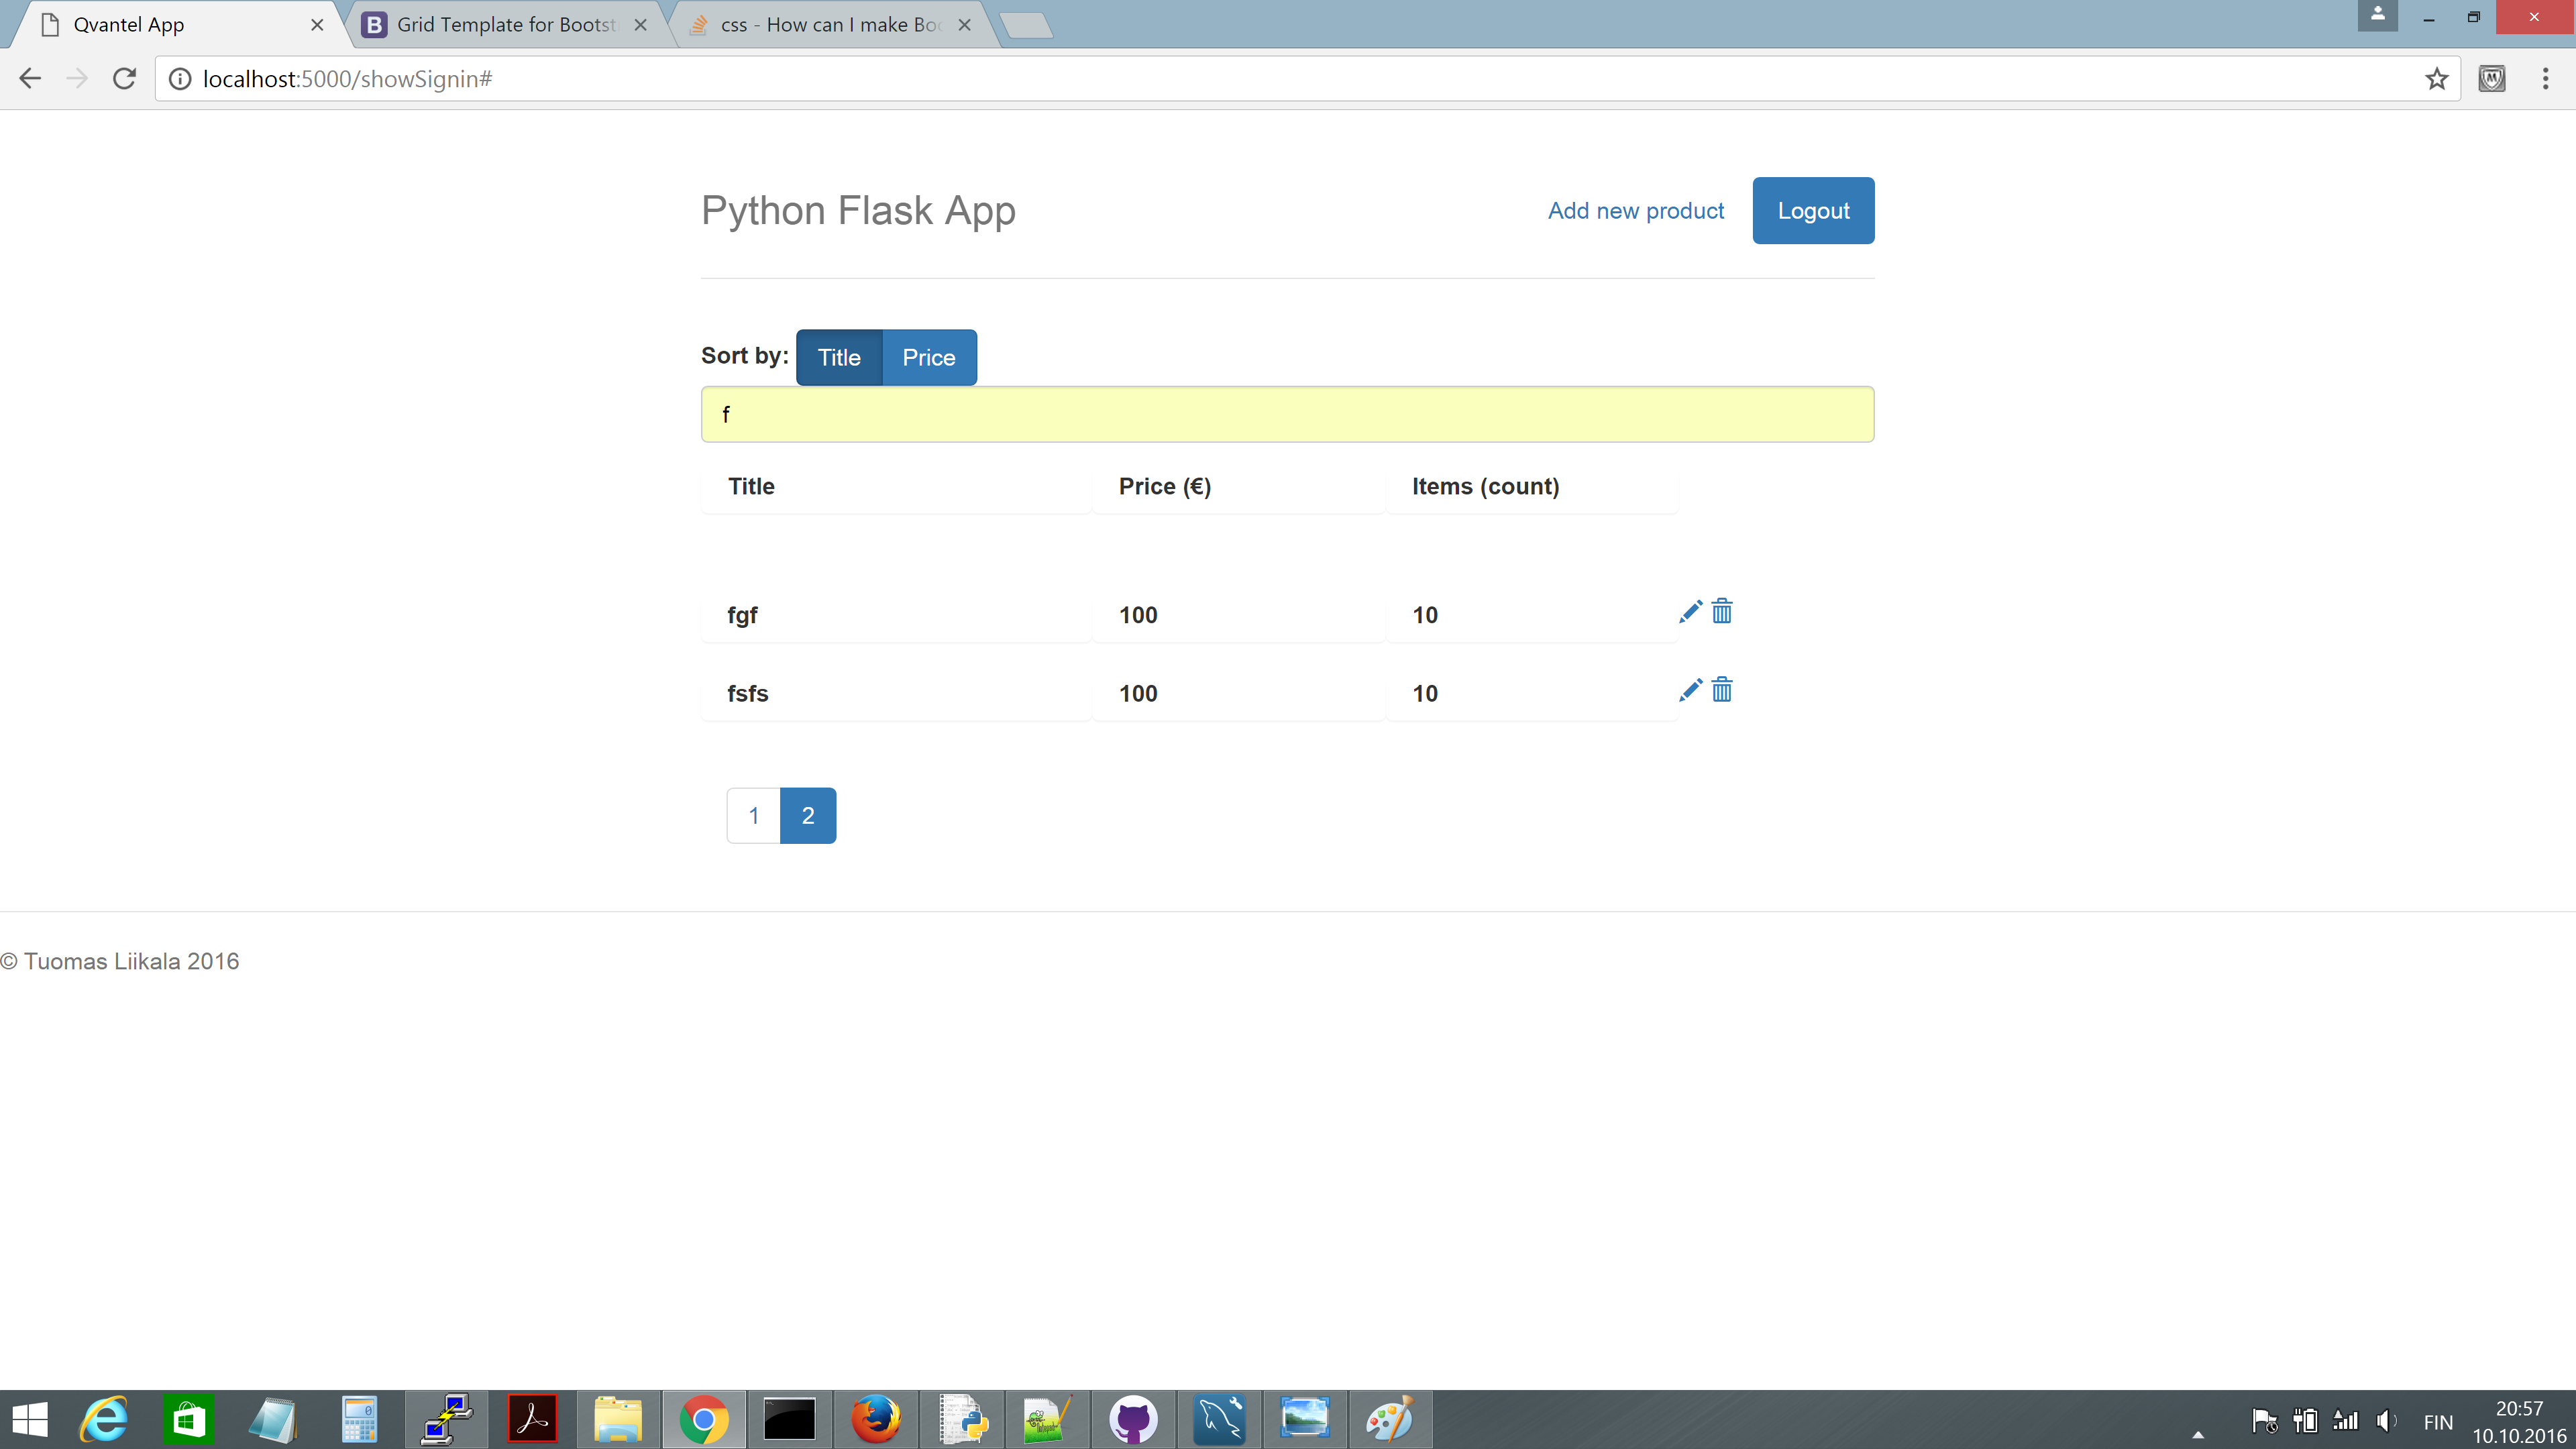 Qvantel App
Grid Template for Bootst
css - How can I make Boo
localhost:5000/showSignin#
Python Flask App
Add new product
Logout
Sort by:
Title
Price
f
Title
Price (€)
Items (count)
fgf
100
10
fsfs
100
10
1
2
© Tuomas Liikala 2016
FIN
20:57
10.10.2016